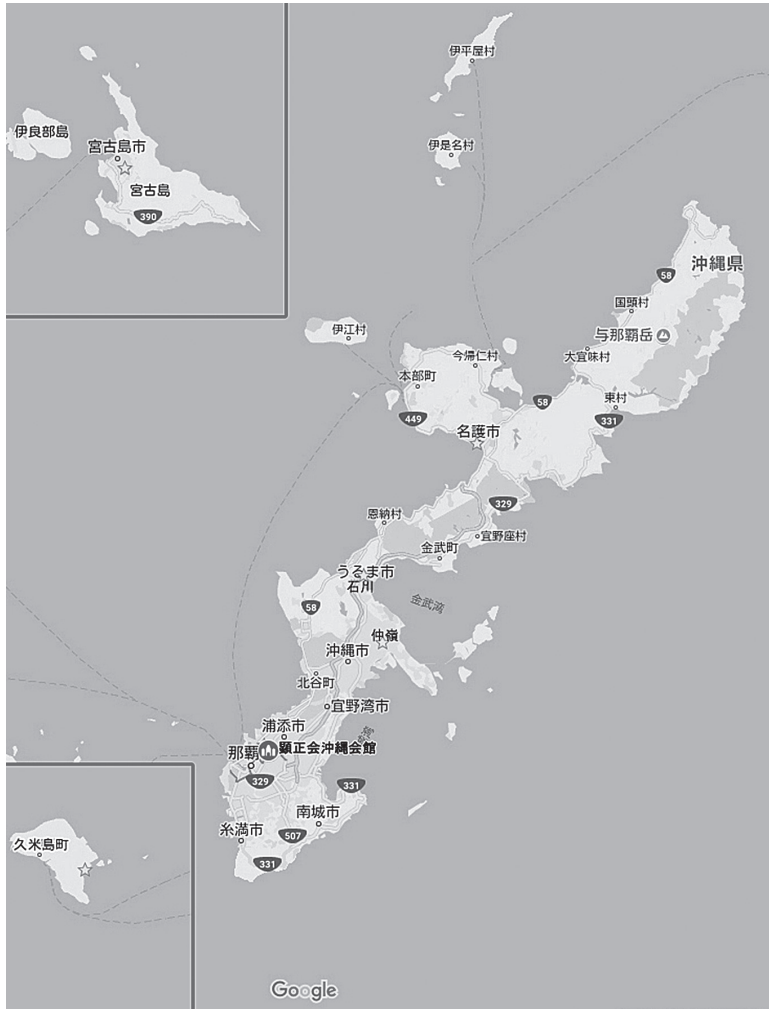 伊平屋村
伊是名村
伊良部島
宮古島市
宮古島
390
沖縄県
58
国頭村
与那覇岳
大宜味村
伊江村
今帰仁村
本部町
58
東村
449
331
名護市
329
恩納村
宜野座村
金武町
うるま市
石川
58
金武湾
仲嶺
沖縄市
北谷町
宜野湾市
浦添市
那覇
顕正会沖縄会館
329
331
南城市
糸満市
507
331
久米島町
Google